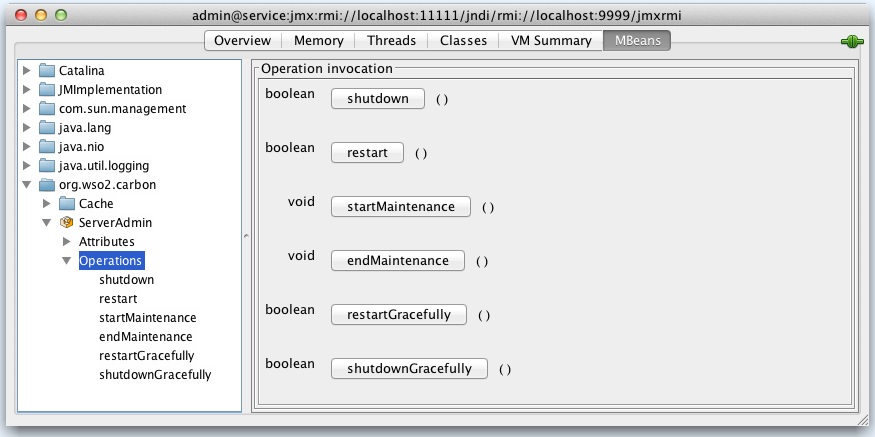 admin@service:jmx:rmi://localhost:11111/jndi/rmi://localhost:9999/jmxrmi
Overview Memory Threads Classes VM Summary MBeans
Catalina
JMImplementation
com.sun.management
java.lang
java.nio
java.util.logging
org.wso2.carbon
Cache
ServerAdmin
Attributes
Operations
shutdown
restart
startMaintenance
endMaintenance
restartGracefully
shutdownGracefully
Operation invocation
boolean shutdown ( )
boolean restart ( )
void startMaintenance ( )
void endMaintenance ( )
boolean restartGracefully ( )
boolean shutdownGracefully ( )